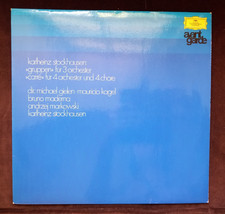 karlheinz stockhausen
»gruppen« für 3 orchester
»carré« für 4 orchester und 4 chöre
dir. michael gielen · mauricio kagel
bruno maderna
andrzej markowski
karlheinz stockhausen
avant
garde